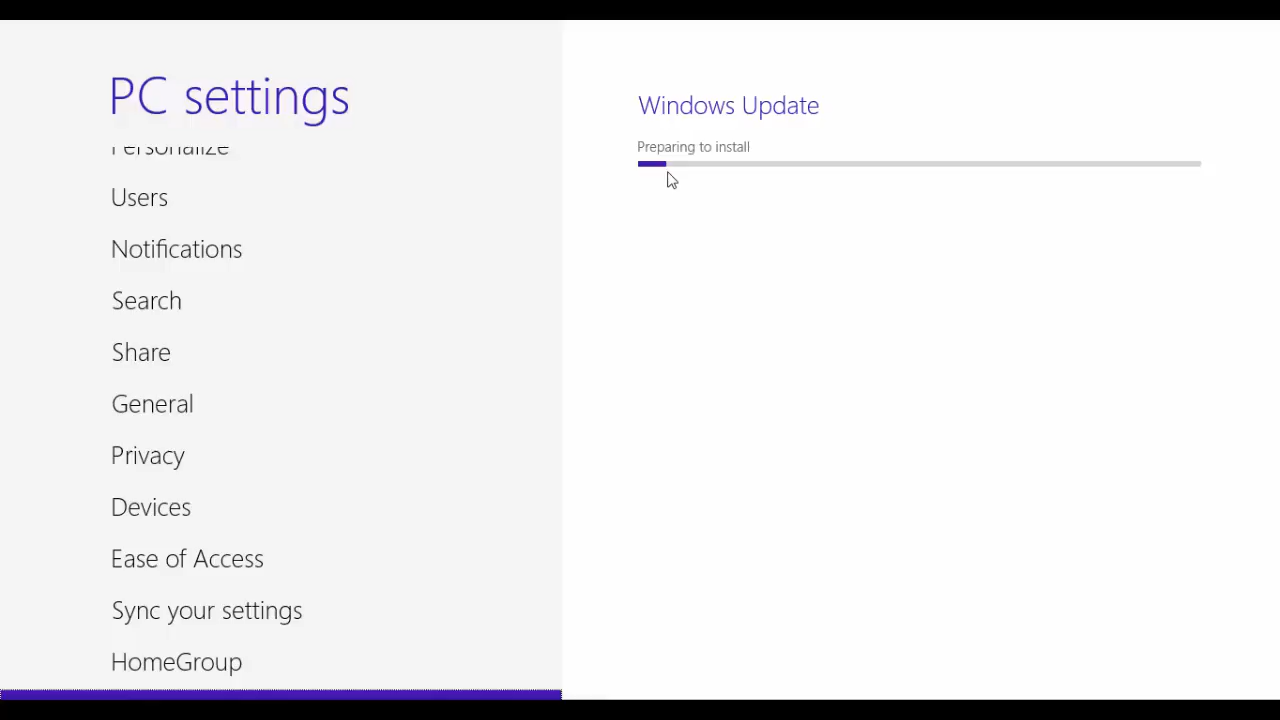 PC settings
Personalize
Users
Notifications
Search
Share
General
Privacy
Devices
Ease of Access
Sync your settings
HomeGroup
Windows Update
Preparing to install